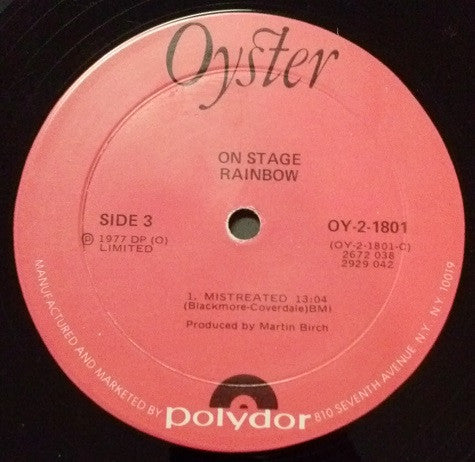 Oyster
ON STAGE
RAINBOW
SIDE 3
OY-2-1801
℗ 1977 DP (O)
LIMITED
(OY-2-1801-C)
2672 038
2929 042
1. MISTREATED 13:04
(Blackmore-Coverdale)BMI
Produced by Martin Birch
MANUFACTURED AND MARKETED BY polydor 810 SEVENTH AVENUE, N.Y., N.Y. 10019